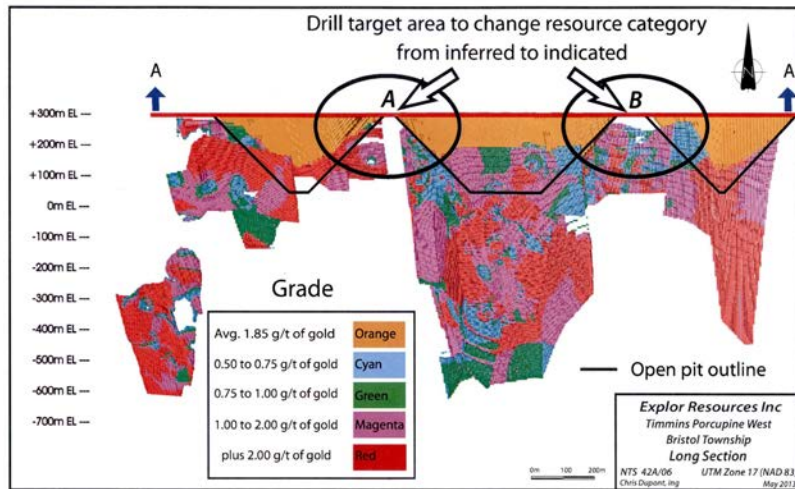 Drill target area to change resource category
from inferred to indicated
A
A
B
A
N
+300m EL
+200m EL
+100m EL
0m EL
-100m EL
-200m EL
-300m EL
-400m EL
-500m EL
-600m EL
-700m EL
Grade
Avg. 1.85 g/t of gold Orange
0.50 to 0.75 g/t of gold Cyan
0.75 to 1.00 g/t of gold Green
1.00 to 2.00 g/t of gold Magenta
plus 2.00 g/t of gold Red
Open pit outline
0m 100 200m
Explor Resources Inc
Timmins Porcupine West
Bristol Township
Long Section
NTS 42A/06 UTM Zone 17 (NAD 83)
Chris Dupont, ing May 2013